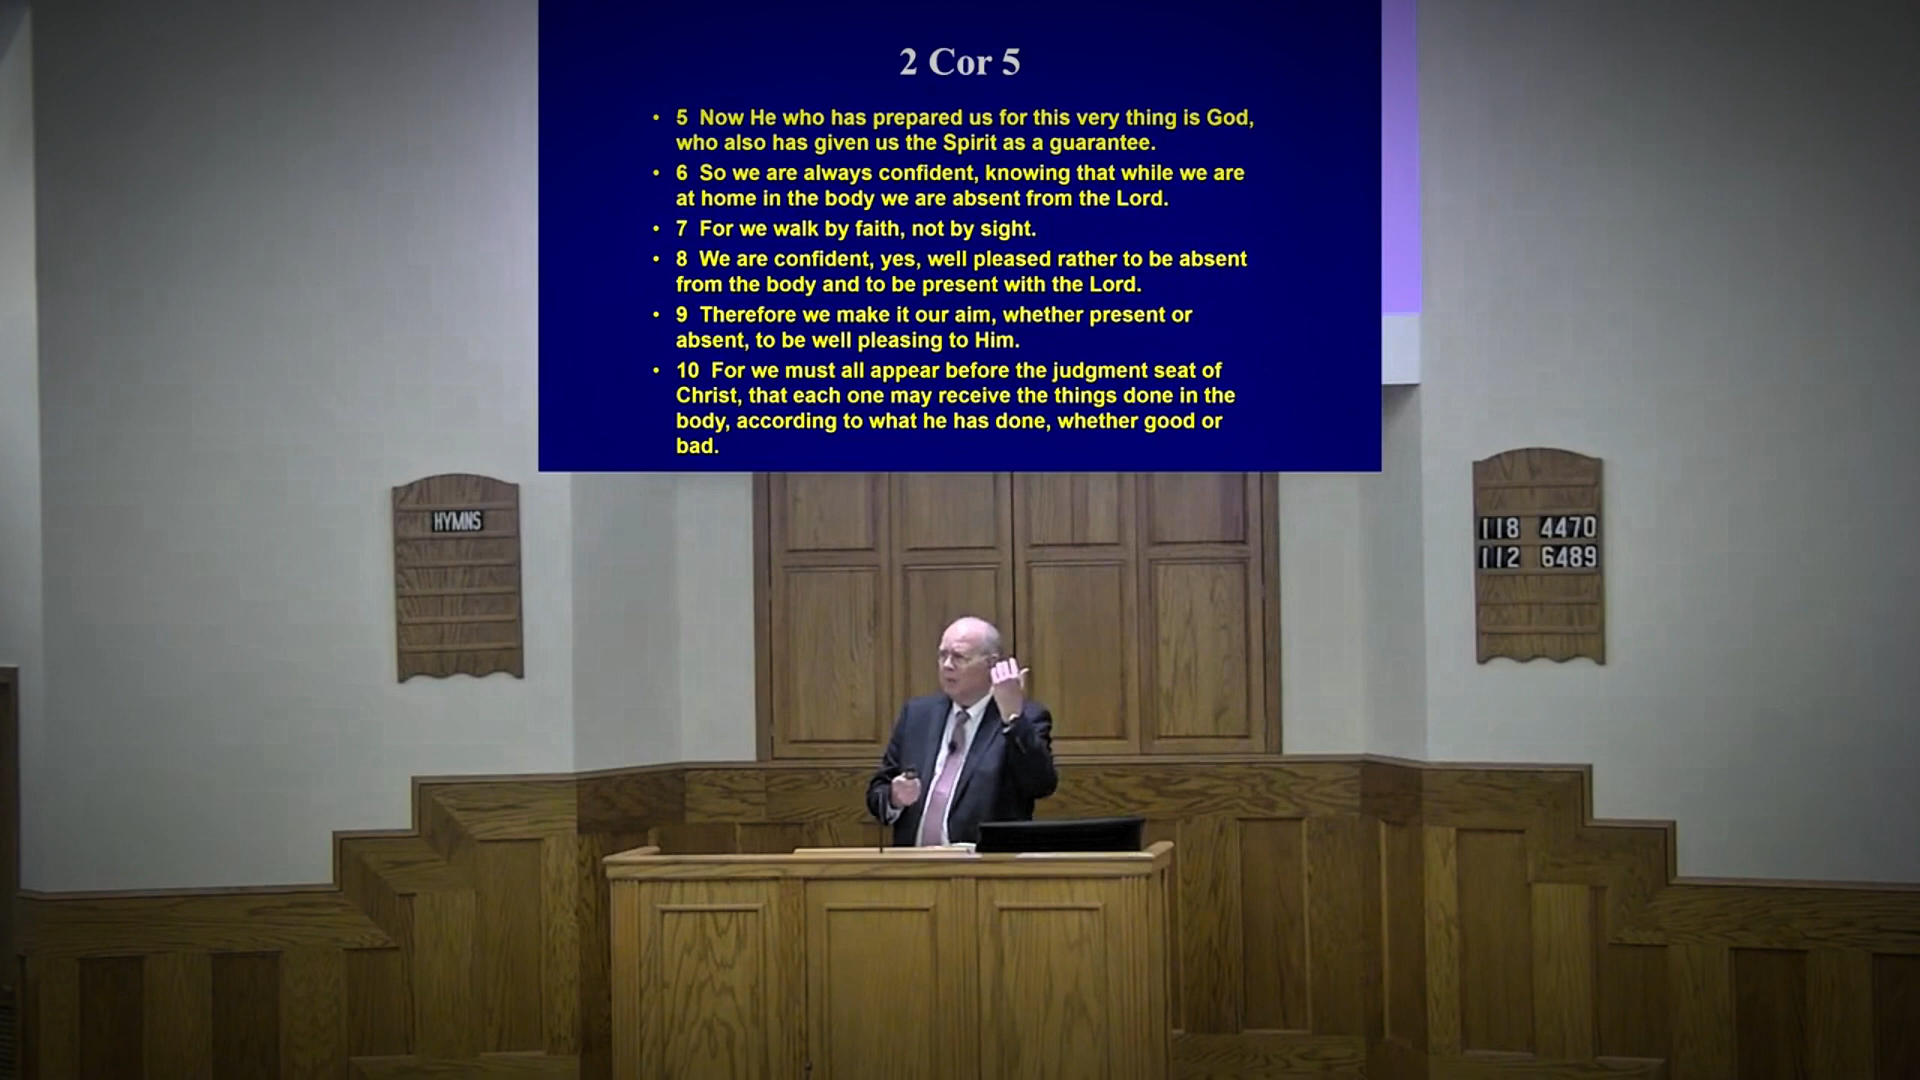 2 Cor 5
• 5 Now He who has prepared us for this very thing is God,
who also has given us the Spirit as a guarantee.
• 6 So we are always confident, knowing that while we are
at home in the body we are absent from the Lord.
• 7 For we walk by faith, not by sight.
• 8 We are confident, yes, well pleased rather to be absent
from the body and to be present with the Lord.
• 9 Therefore we make it our aim, whether present or
absent, to be well pleasing to Him.
• 10 For we must all appear before the judgment seat of
Christ, that each one may receive the things done in the
body, according to what he has done, whether good or
bad.
HYMNS
118 4470
112 6489